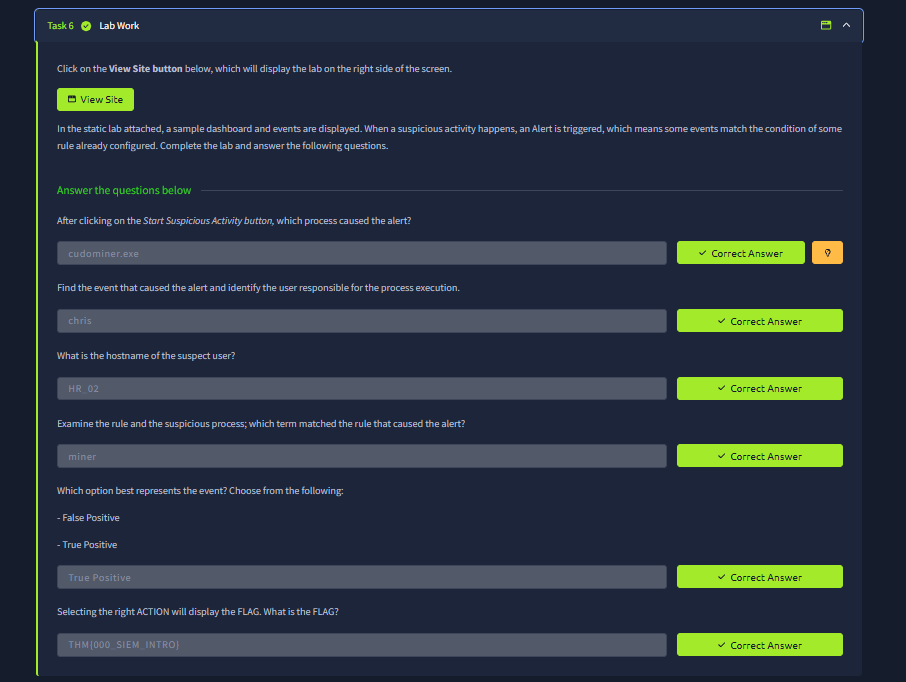 Task 6 Lab Work
Click on the View Site button below, which will display the lab on the right side of the screen.
View Site
In the static lab attached, a sample dashboard and events are displayed. When a suspicious activity happens, an Alert is triggered, which means some events match the condition of some
rule already configured. Complete the lab and answer the following questions.
Answer the questions below
After clicking on the Start Suspicious Activity button, which process caused the alert?
cudominer.exe
Correct Answer
Find the event that caused the alert and identify the user responsible for the process execution.
chris
Correct Answer
What is the hostname of the suspect user?
HR_02
Correct Answer
Examine the rule and the suspicious process; which term matched the rule that caused the alert?
miner
Correct Answer
Which option best represents the event? Choose from the following:
- False Positive
- True Positive
True Positive
Correct Answer
Selecting the right ACTION will display the FLAG. What is the FLAG?
THM{000_SIEM_INTRO}
Correct Answer